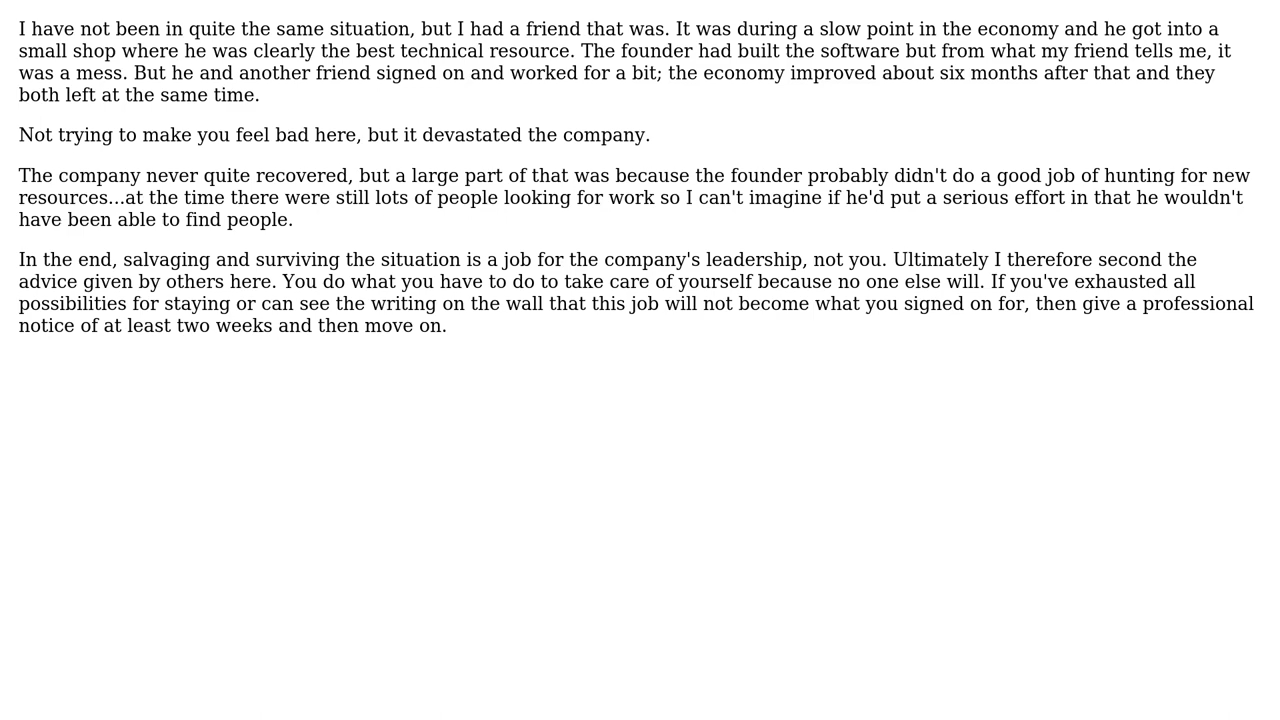 I have not been in quite the same situation, but I had a friend that was. It was during a slow point in the economy and he got into a
small shop where he was clearly the best technical resource. The founder had built the software but from what my friend tells me, it
was a mess. But he and another friend signed on and worked for a bit; the economy improved about six months after that and they
both left at the same time.
Not trying to make you feel bad here, but it devastated the company.
The company never quite recovered, but a large part of that was because the founder probably didn't do a good job of hunting for new
resources...at the time there were still lots of people looking for work so I can't imagine if he'd put a serious effort in that he wouldn't
have been able to find people.
In the end, salvaging and surviving the situation is a job for the company's leadership, not you. Ultimately I therefore second the
advice given by others here. You do what you have to do to take care of yourself because no one else will. If you've exhausted all
possibilities for staying or can see the writing on the wall that this job will not become what you signed on for, then give a professional
notice of at least two weeks and then move on.